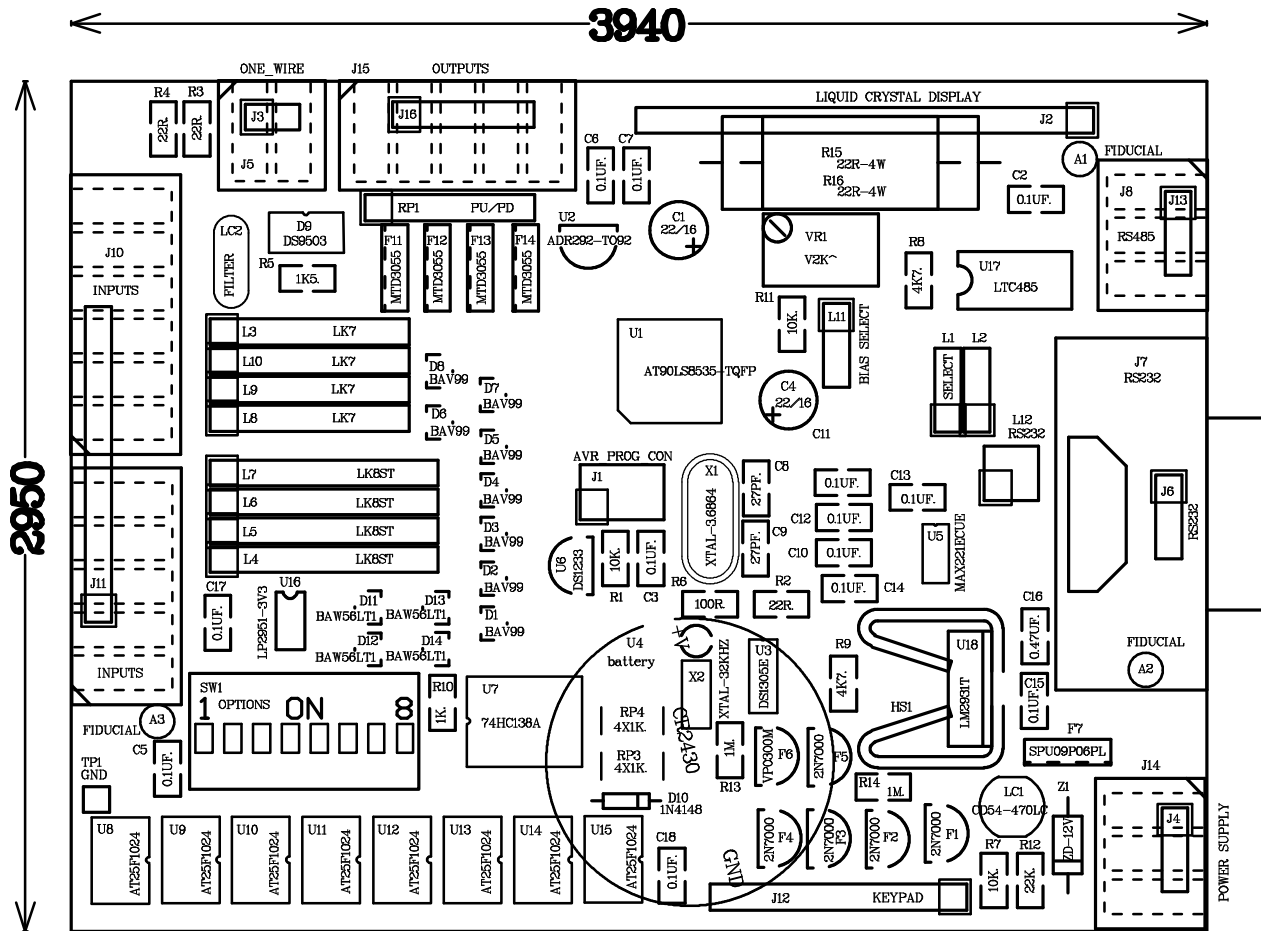 3940
2950
ONE_WIRE
J15
OUTPUTS
R4
R3
22R.
22R.
J3
J5
J16
LIQUID CRYSTAL DISPLAY
J2
C6
C7
0.1UF.
0.1UF.
R15
22R-4W
R16
22R-4W
A1
FIDUCIAL
C2
0.1UF.
J8
J13
RS485
RP1
PU/PD
LC2
FILTER
D9
DS9503
R5
1K5.
F11
MTD3055
F12
MTD3055
F13
MTD3055
F14
MTD3055
U2
ADR292-TO92
C1
22/16
VR1
V2K^
R8
4K7.
U17
LTC485
J10
INPUTS
R11
10K.
L11
BIAS SELECT
L3
LK7
L10
LK7
L9
LK7
L8
LK7
U1
AT90LS8535-TQFP
L1
L2
SELECT
J7
RS232
D8
BAV99
D7
BAV99
D6
BAV99
D5
BAV99
D4
BAV99
D3
BAV99
D2
BAV99
D1
BAV99
C4
22/16
C11
L12
RS232
L7
LK8ST
L6
LK8ST
L5
LK8ST
L4
LK8ST
AVR PROG CON
J1
X1
XTAL-3.6864
C8
27PF.
C9
27PF.
0.1UF.
C13
0.1UF.
C12
0.1UF.
C10
0.1UF.
0.1UF.
C14
U5
MAX221ECUE
J6
RS232
U6
DS1233
10K.
R1
0.1UF.
C3
R6
100R.
R2
22R.
J11
C17
0.1UF.
U16
LP2951-3V3
D11
BAW56LT1
D13
BAW56LT1
D12
BAW56LT1
D14
BAW56LT1
U4
battery
+V
X2
XTAL-32KHZ
U3
DS1305E
R9
4K7.
U18
LM2931T
HS1
C16
0.47UF.
C15
0.1UF.
FIDUCIAL
A2
INPUTS
SW1
OPTIONS
1
ON
8
R10
1K.
U7
74HC138A
RP4
4X1K.
RP3
4X1K.
CR2430
1M.
R13
VPC300M
F6
2N7000
F5
F7
SPU09P06PL
A3
FIDUCIAL
C5
0.1UF.
TP1
GND
D10
1N4148
R14
1M.
LC1
CD54-470LC
Z1
ZD-12V
J14
J4
POWER SUPPLY
U8
AT25F1024
U9
AT25F1024
U10
AT25F1024
U11
AT25F1024
U12
AT25F1024
U13
AT25F1024
U14
AT25F1024
U15
AT25F1024
C18
0.1UF.
GND
2N7000
F4
2N7000
F3
2N7000
F2
2N7000
F1
R7
10K.
R12
22K.
J12
KEYPAD